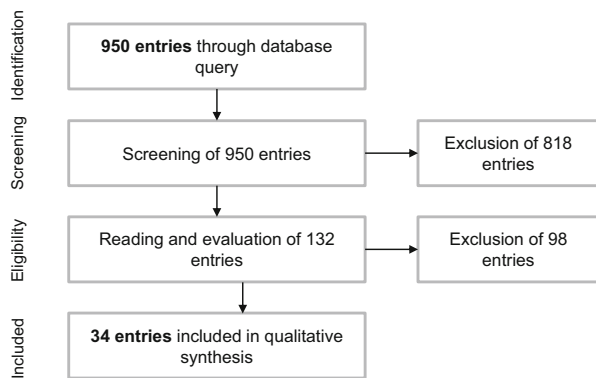 Identification
950 entries through database
query
Screening
Screening of 950 entries
Exclusion of 818
entries
Eligibility
Reading and evaluation of 132
entries
Exclusion of 98
entries
Included
34 entries included in qualitative
synthesis